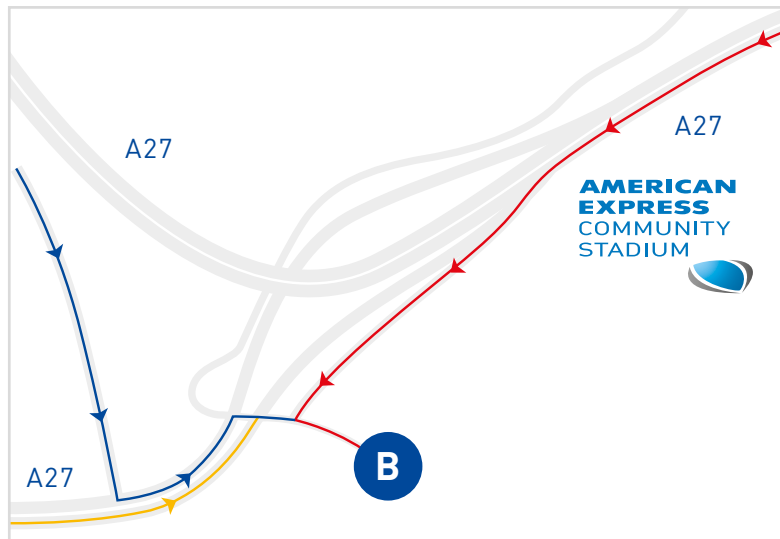 A27
A27
AMERICAN
EXPRESS
COMMUNITY
STADIUM
A27
B